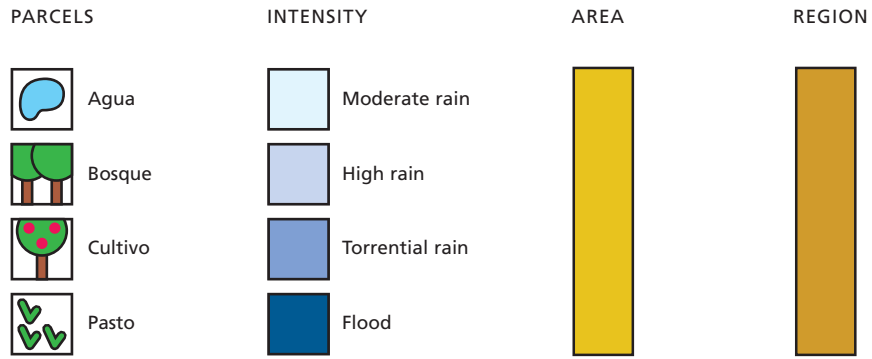 PARCELS
Agua
Bosque
Cultivo
Pasto
INTENSITY
Moderate rain
High rain
Torrential rain
Flood
AREA
REGION